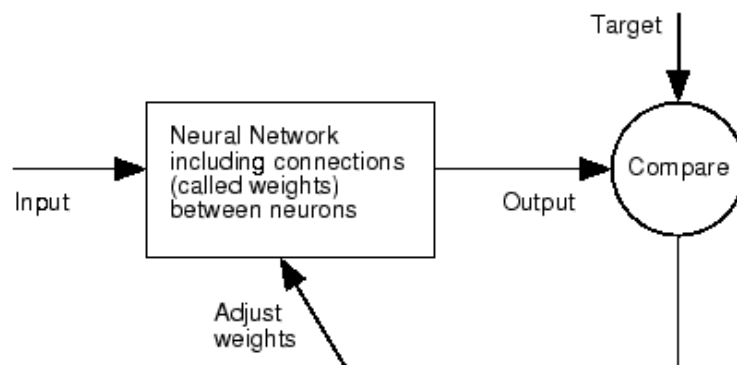 Target
Neural Network
including connections
(called weights)
between neurons
Compare
Input
Output
Adjust
weights